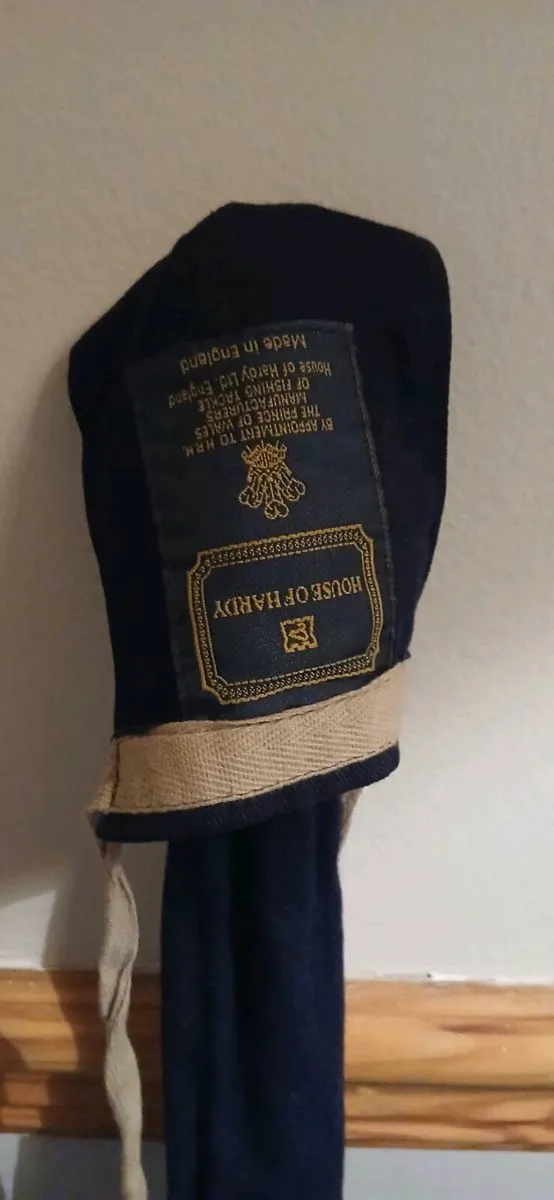 HOUSE OF HARDY
BY APPOINTMENT TO H.R.H.
THE PRINCE OF WALES
MANUFACTURERS
OF FISHING TACKLE
House of Hardy Ltd. England
Made in England